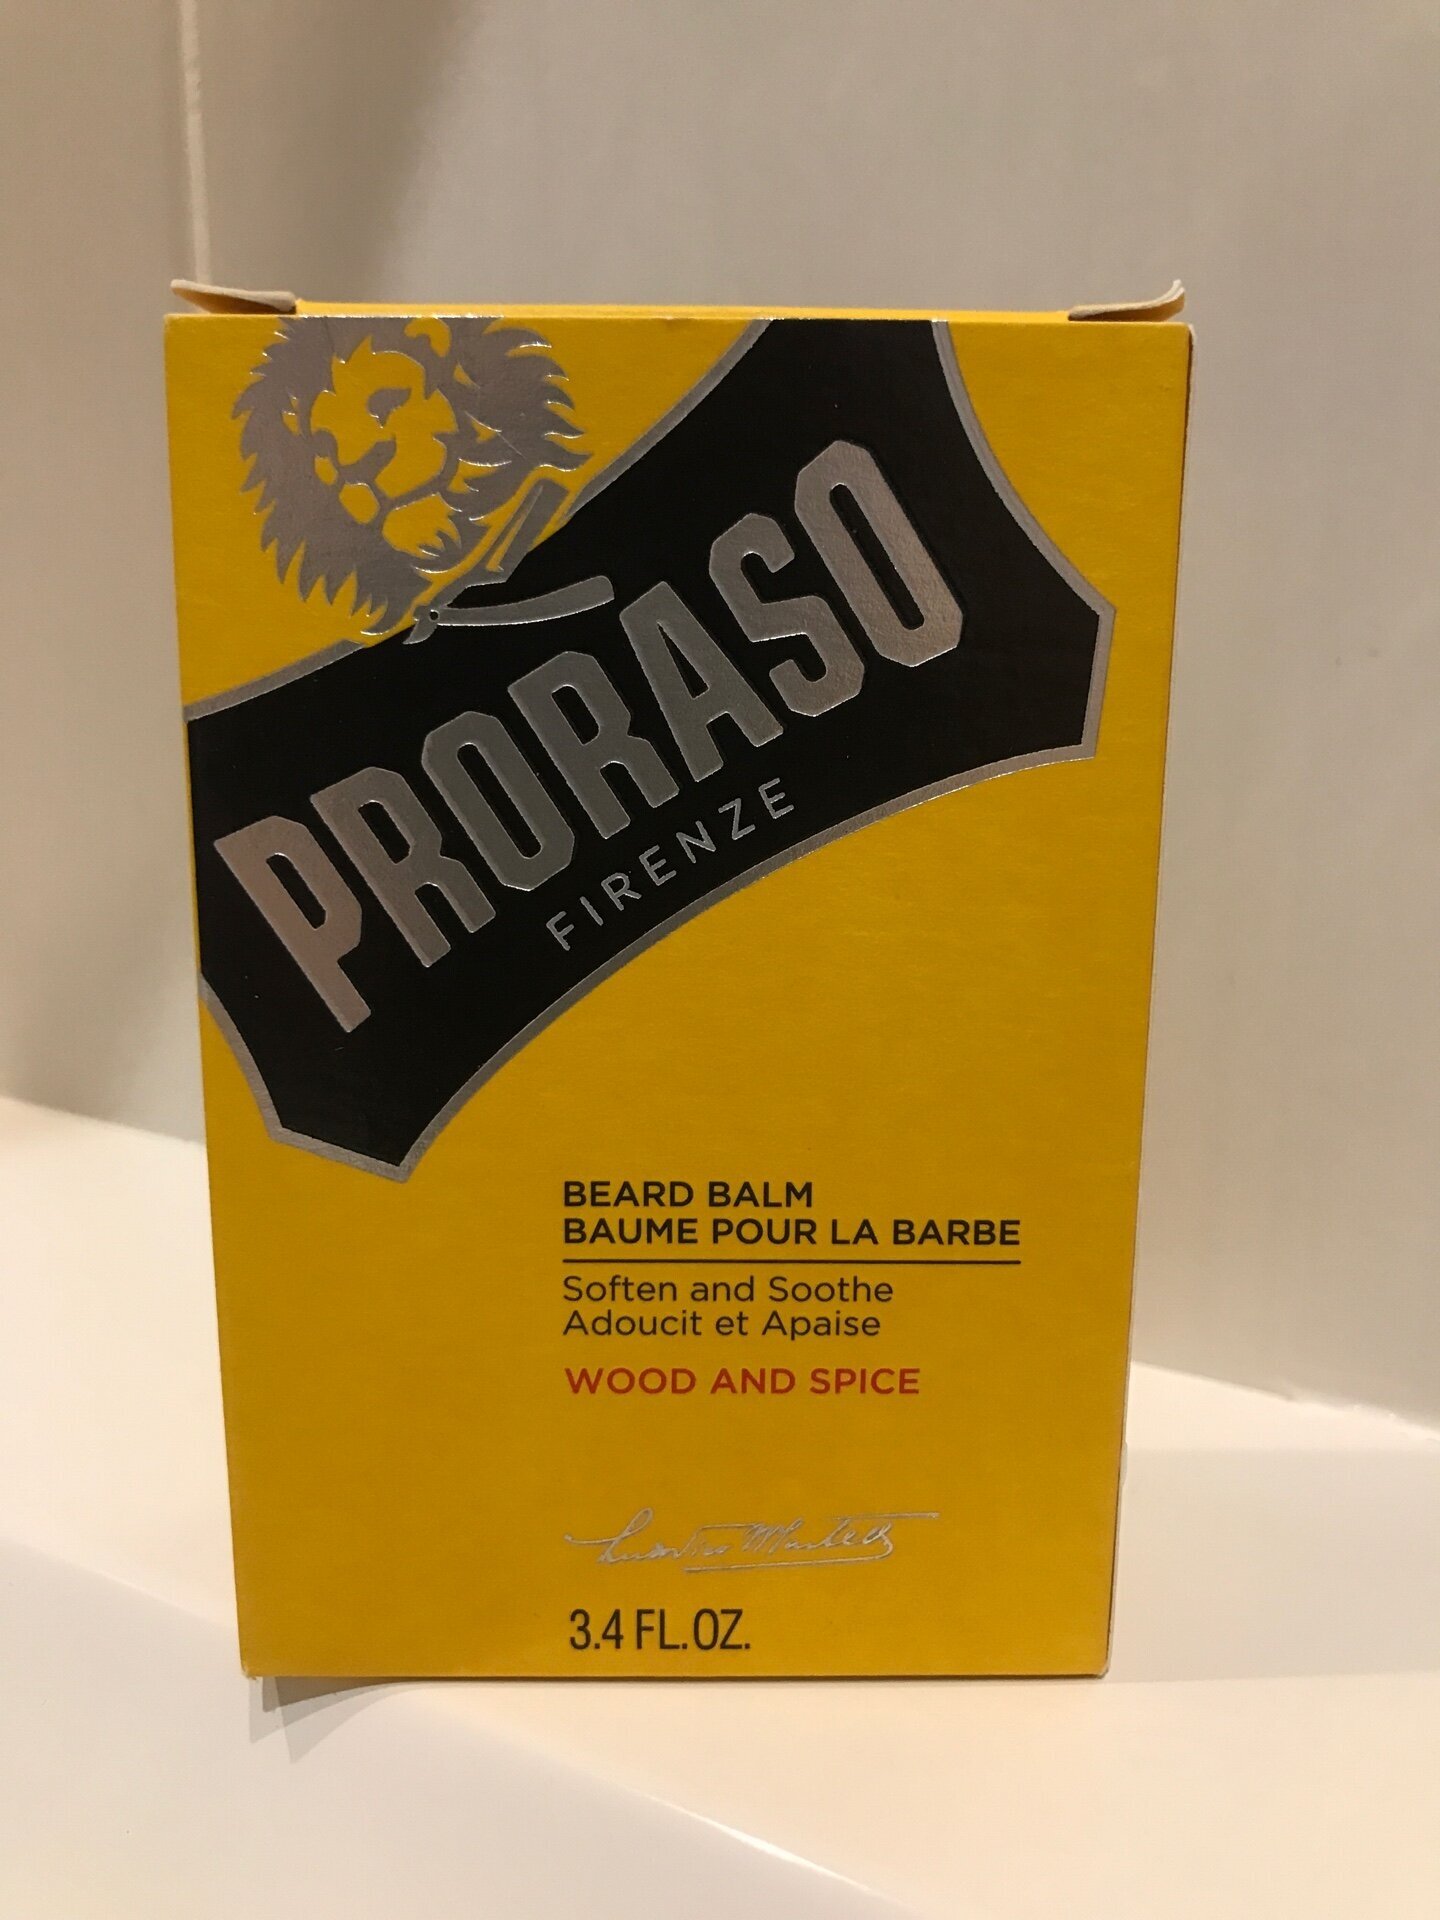 PRORASO
FIRENZE
BEARD BALM
BAUME POUR LA BARBE
Soften and Soothe
Adoucit et Apaise
WOOD AND SPICE
3.4 FL.OZ.